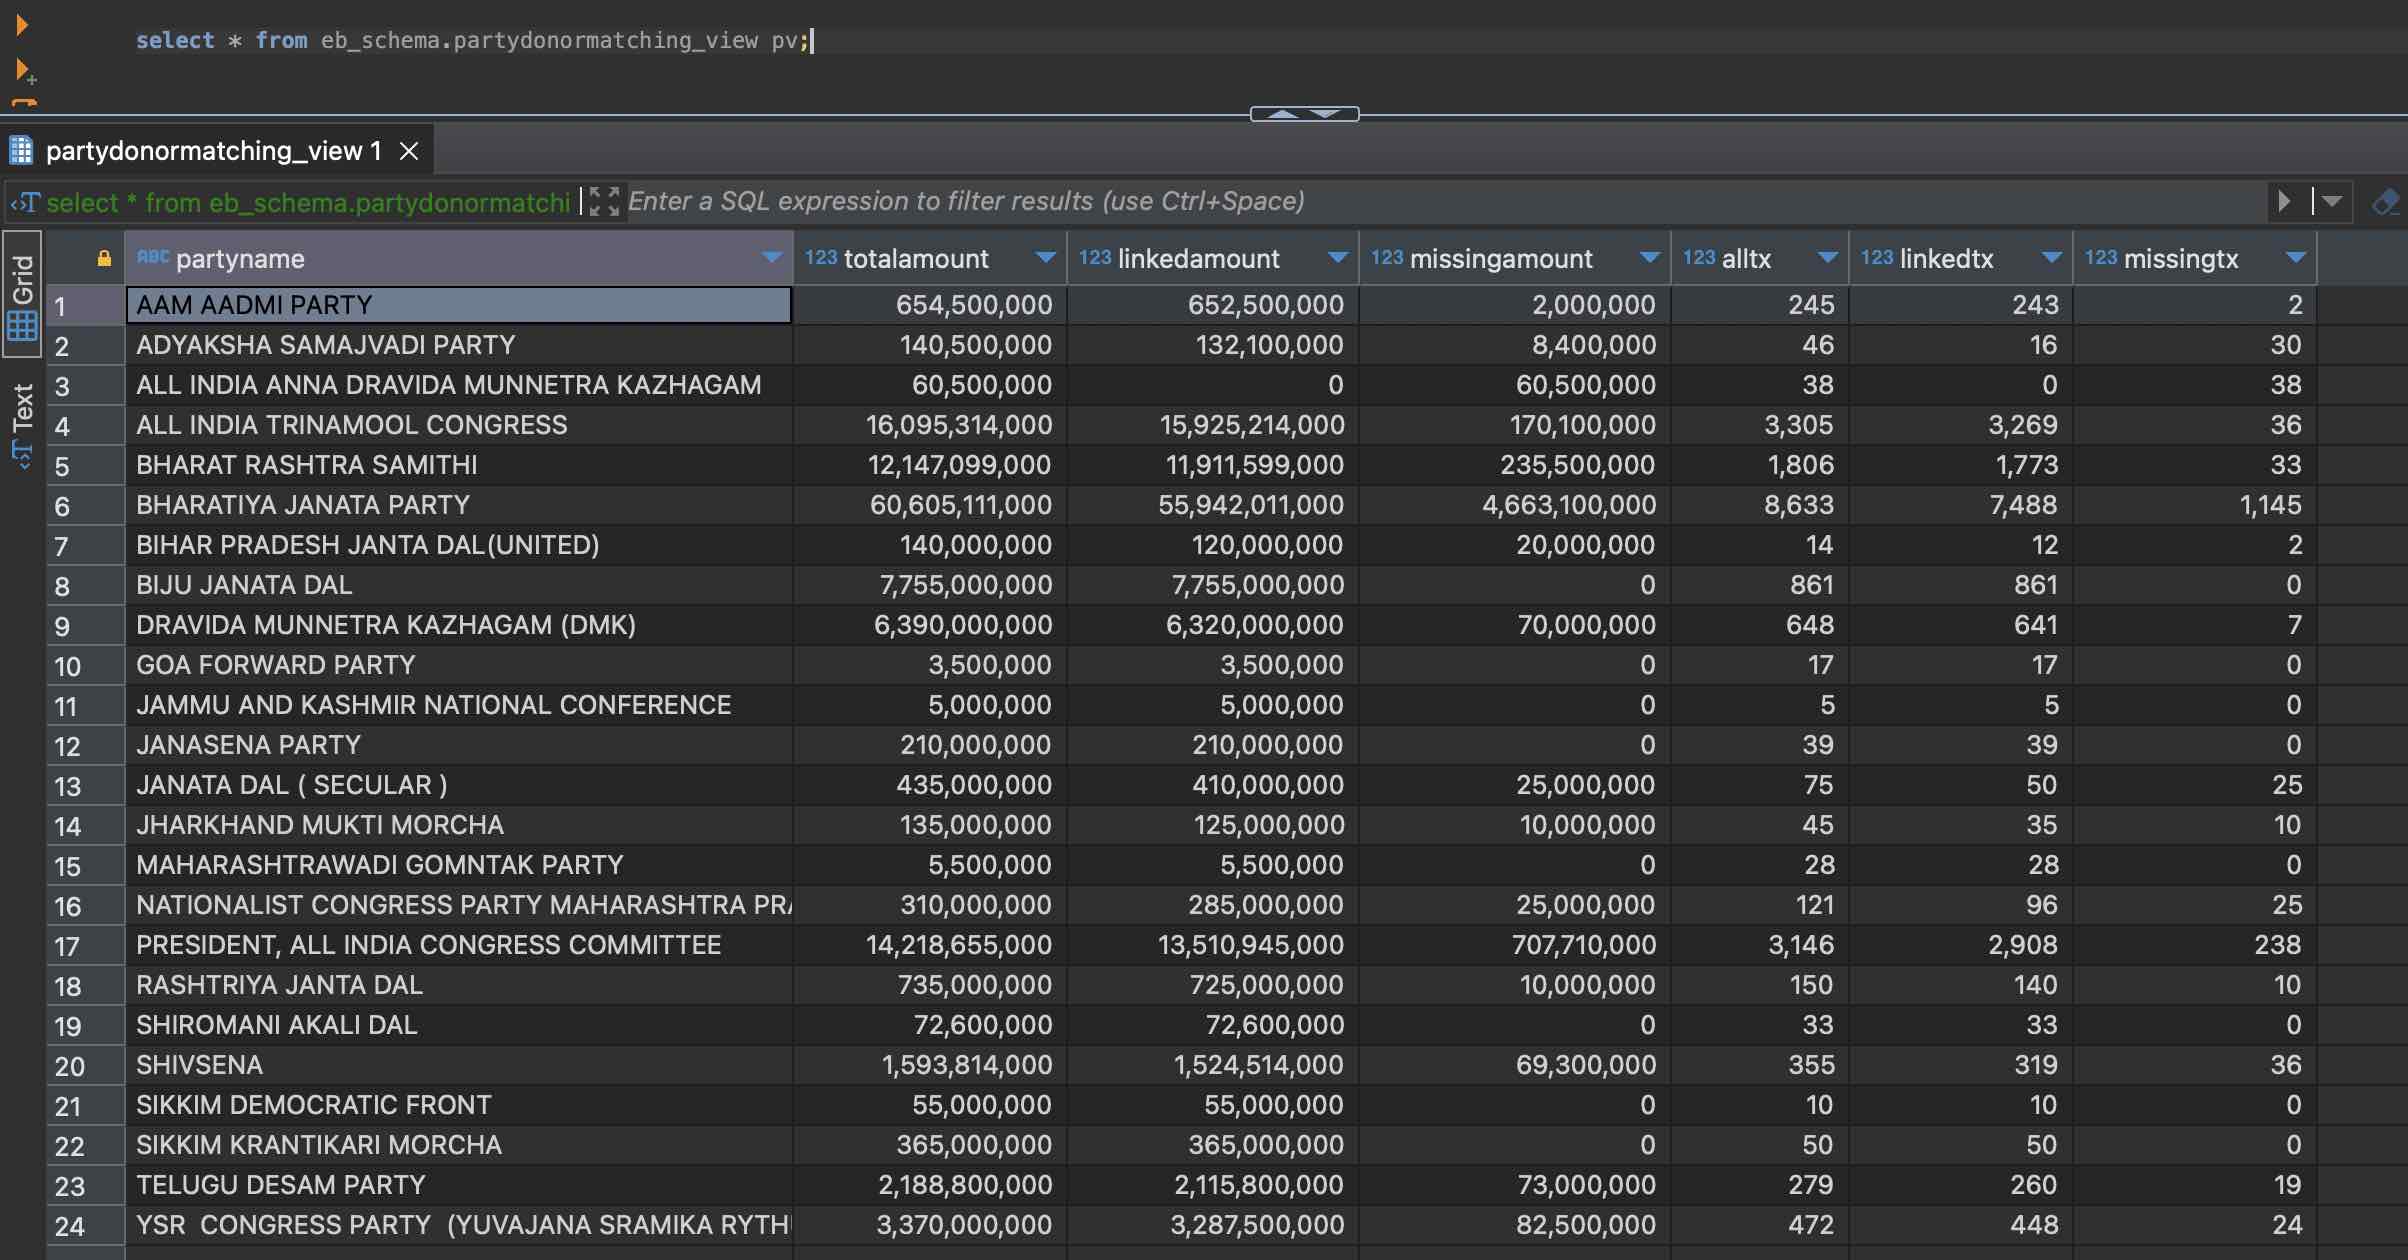 select * from eb_schema.partydonormatching_view pv;
partydonormatching_view 1
select * from eb_schema.partydonormatchi Enter a SQL expression to filter results (use Ctrl+Space)
Grid
Text
ABC partyname 123 totalamount 123 linkedamount 123 missingamount 123 alltx 123 linkedtx 123 missingtx
1 AAM AADMI PARTY 654,500,000 652,500,000 2,000,000 245 243 2
2 ADYAKSHA SAMAJVADI PARTY 140,500,000 132,100,000 8,400,000 46 16 30
3 ALL INDIA ANNA DRAVIDA MUNNETRA KAZHAGAM 60,500,000 0 60,500,000 38 0 38
4 ALL INDIA TRINAMOOL CONGRESS 16,095,314,000 15,925,214,000 170,100,000 3,305 3,269 36
5 BHARAT RASHTRA SAMITHI 12,147,099,000 11,911,599,000 235,500,000 1,806 1,773 33
6 BHARATIYA JANATA PARTY 60,605,111,000 55,942,011,000 4,663,100,000 8,633 7,488 1,145
7 BIHAR PRADESH JANTA DAL(UNITED) 140,000,000 120,000,000 20,000,000 14 12 2
8 BIJU JANATA DAL 7,755,000,000 7,755,000,000 0 861 861 0
9 DRAVIDA MUNNETRA KAZHAGAM (DMK) 6,390,000,000 6,320,000,000 70,000,000 648 641 7
10 GOA FORWARD PARTY 3,500,000 3,500,000 0 17 17 0
11 JAMMU AND KASHMIR NATIONAL CONFERENCE 5,000,000 5,000,000 0 5 5 0
12 JANASENA PARTY 210,000,000 210,000,000 0 39 39 0
13 JANATA DAL ( SECULAR ) 435,000,000 410,000,000 25,000,000 75 50 25
14 JHARKHAND MUKTI MORCHA 135,000,000 125,000,000 10,000,000 45 35 10
15 MAHARASHTRAWADI GOMNTAK PARTY 5,500,000 5,500,000 0 28 28 0
16 NATIONALIST CONGRESS PARTY MAHARASHTRA PRA 310,000,000 285,000,000 25,000,000 121 96 25
17 PRESIDENT, ALL INDIA CONGRESS COMMITTEE 14,218,655,000 13,510,945,000 707,710,000 3,146 2,908 238
18 RASHTRIYA JANTA DAL 735,000,000 725,000,000 10,000,000 150 140 10
19 SHIROMANI AKALI DAL 72,600,000 72,600,000 0 33 33 0
20 SHIVSENA 1,593,814,000 1,524,514,000 69,300,000 355 319 36
21 SIKKIM DEMOCRATIC FRONT 55,000,000 55,000,000 0 10 10 0
22 SIKKIM KRANTIKARI MORCHA 365,000,000 365,000,000 0 50 50 0
23 TELUGU DESAM PARTY 2,188,800,000 2,115,800,000 73,000,000 279 260 19
24 YSR  CONGRESS PARTY  (YUVAJANA SRAMIKA RYTH 3,370,000,000 3,287,500,000 82,500,000 472 448 24